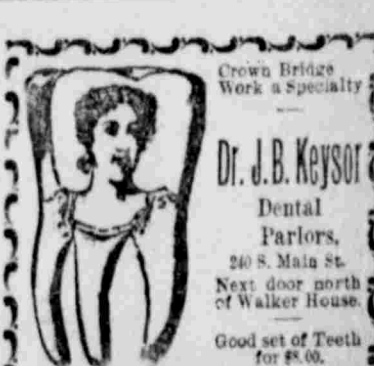 Crown Bridge
Work a Specialty
Dr. J.B. Keysor
Dental
Parlors,
240 S. Main St.
Next door north
of Walker House.
Good set of Teeth
for $8.00.